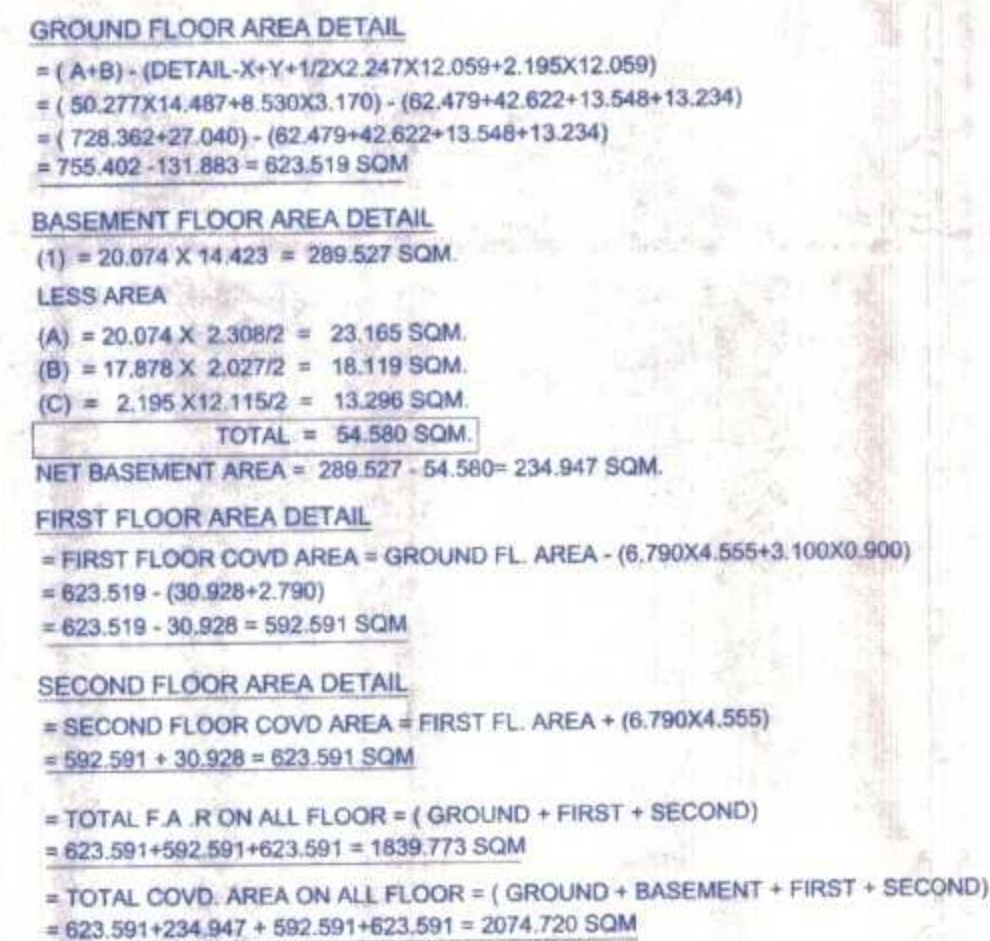 GROUND FLOOR AREA DETAIL
= ( A+B) - (DETAIL-X+Y+1/2X2.247X12.059+2.195X12.059)
= ( 50.277X14.487+8.530X3.170) - (62.479+42.622+13.548+13.234)
= ( 728.362+27.040) - (62.479+42.622+13.548+13.234)
= 755.402 -131.883 = 623.519 SQM
BASEMENT FLOOR AREA DETAIL
(1) = 20.074 X 14.423 = 289.527 SQM.
LESS AREA
(A) = 20.074 X 2.308/2 = 23.165 SQM.
(B) = 17.878 X 2.027/2 = 18.119 SQM.
(C) = 2.195 X12.115/2 = 13.296 SQM.
TOTAL = 54.580 SQM.
NET BASEMENT AREA = 289.527 - 54.580= 234.947 SQM.
FIRST FLOOR AREA DETAIL
= FIRST FLOOR COVD AREA = GROUND FL. AREA - (6.790X4.555+3.100X0.900)
= 623.519 - (30.928+2.790)
= 623.519 - 30.928 = 592.591 SQM
SECOND FLOOR AREA DETAIL
= SECOND FLOOR COVD AREA = FIRST FL. AREA + (6.790X4.555)
= 592.591 + 30.928 = 623.591 SQM
= TOTAL F.A .R ON ALL FLOOR = ( GROUND + FIRST + SECOND)
= 623.591+592.591+623.591 = 1839.773 SQM
= TOTAL COVD. AREA ON ALL FLOOR = ( GROUND + BASEMENT + FIRST + SECOND)
= 623.591+234.947 + 592.591+623.591 = 2074.720 SQM